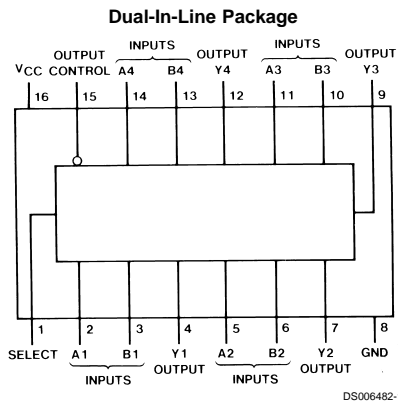 Dual-In-Line Package
OUTPUT INPUTS OUTPUT INPUTS OUTPUT
VCC CONTROL A4 B4 Y4 A3 B3 Y3
16 15 14 13 12 11 10 9
1 2 3 4 5 6 7 8
SELECT A1 B1 Y1 A2 B2 Y2 GND
INPUTS OUTPUT INPUTS OUTPUT
DS006482-